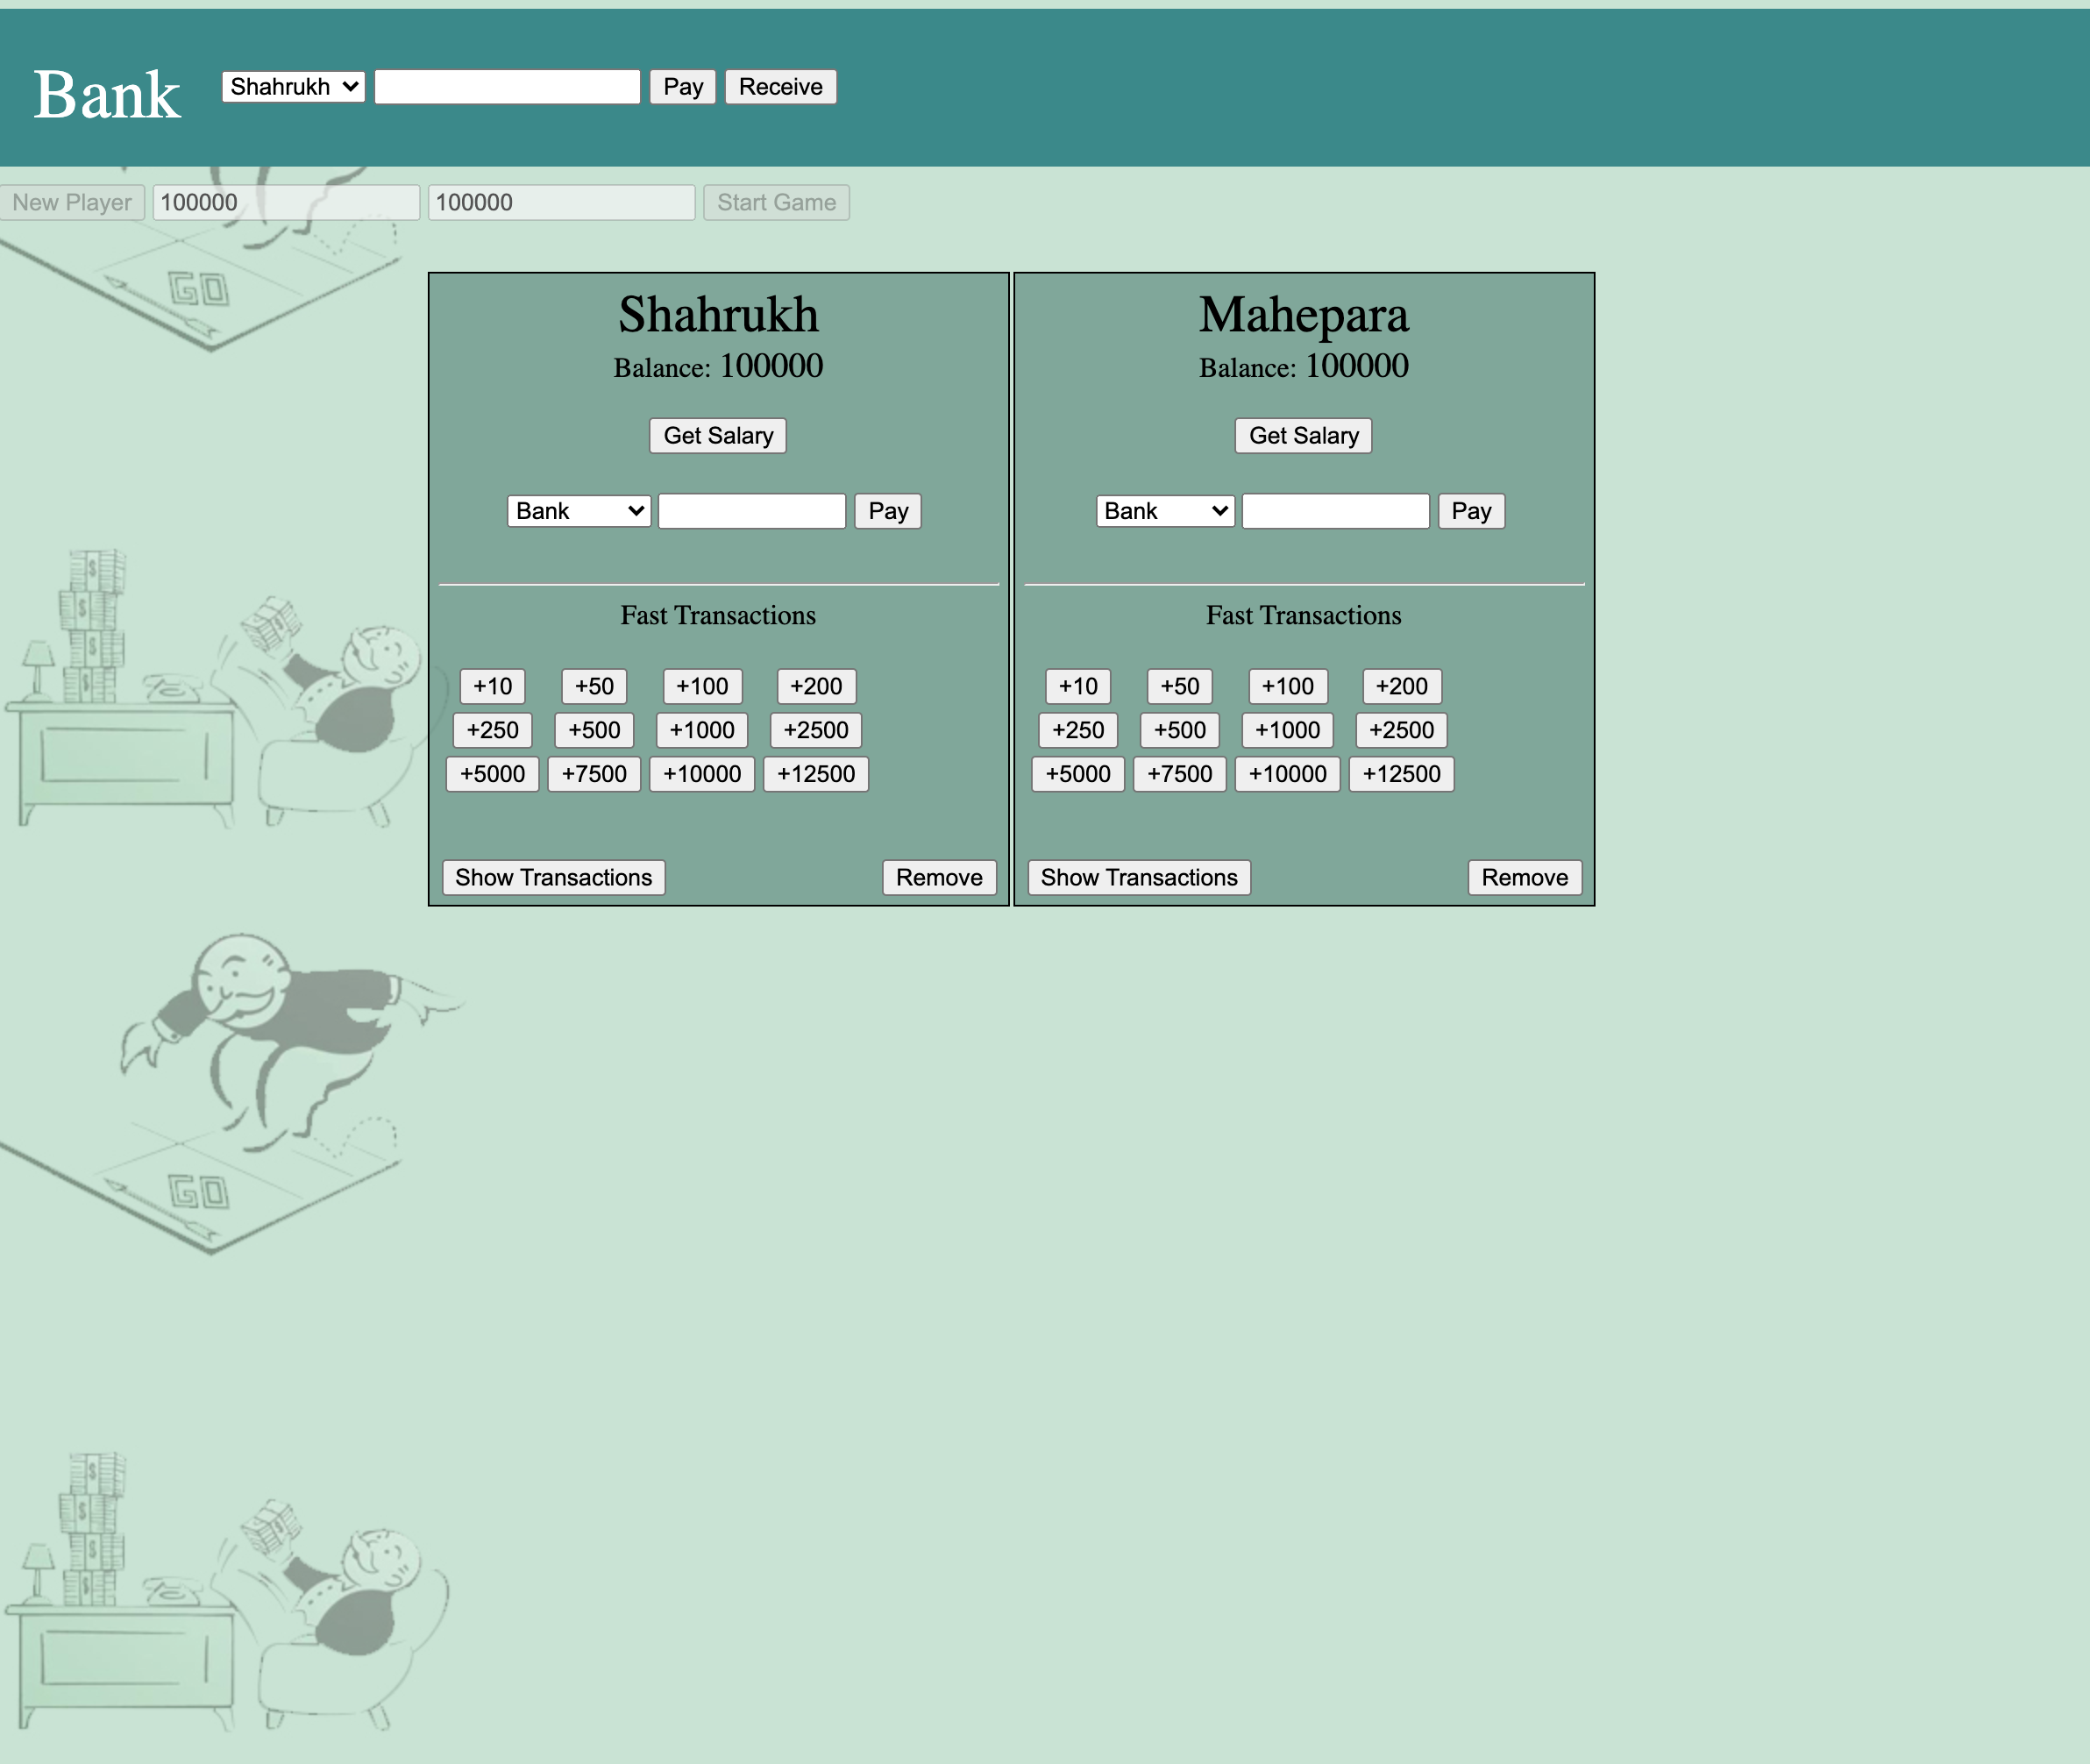 Bank Shahrukh Pay Receive
New Player 100000 100000 Start Game
GO
Shahrukh
Balance: 100000
Get Salary
Bank Pay
Fast Transactions
+10 +50 +100 +200
+250 +500 +1000 +2500
+5000 +7500 +10000 +12500
Show Transactions Remove
Mahepara
Balance: 100000
Get Salary
Bank Pay
Fast Transactions
+10 +50 +100 +200
+250 +500 +1000 +2500
+5000 +7500 +10000 +12500
Show Transactions Remove
$
$
$
$
GO
$
$
$
$